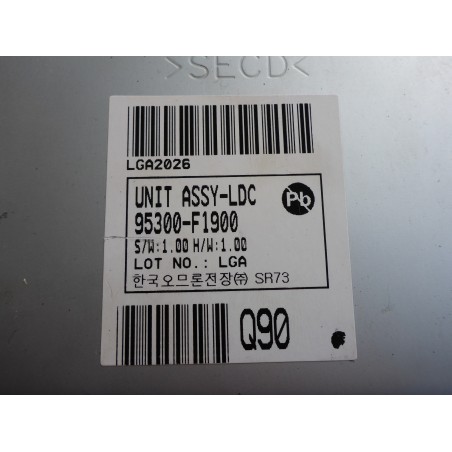 >SECD<
LGA2026
UNIT ASSY-LDC
Pb
95300-F1900
S/W:1.00 H/W:1.00
LOT NO.: LGA
한국오므론전장㈜ SR73
Q90